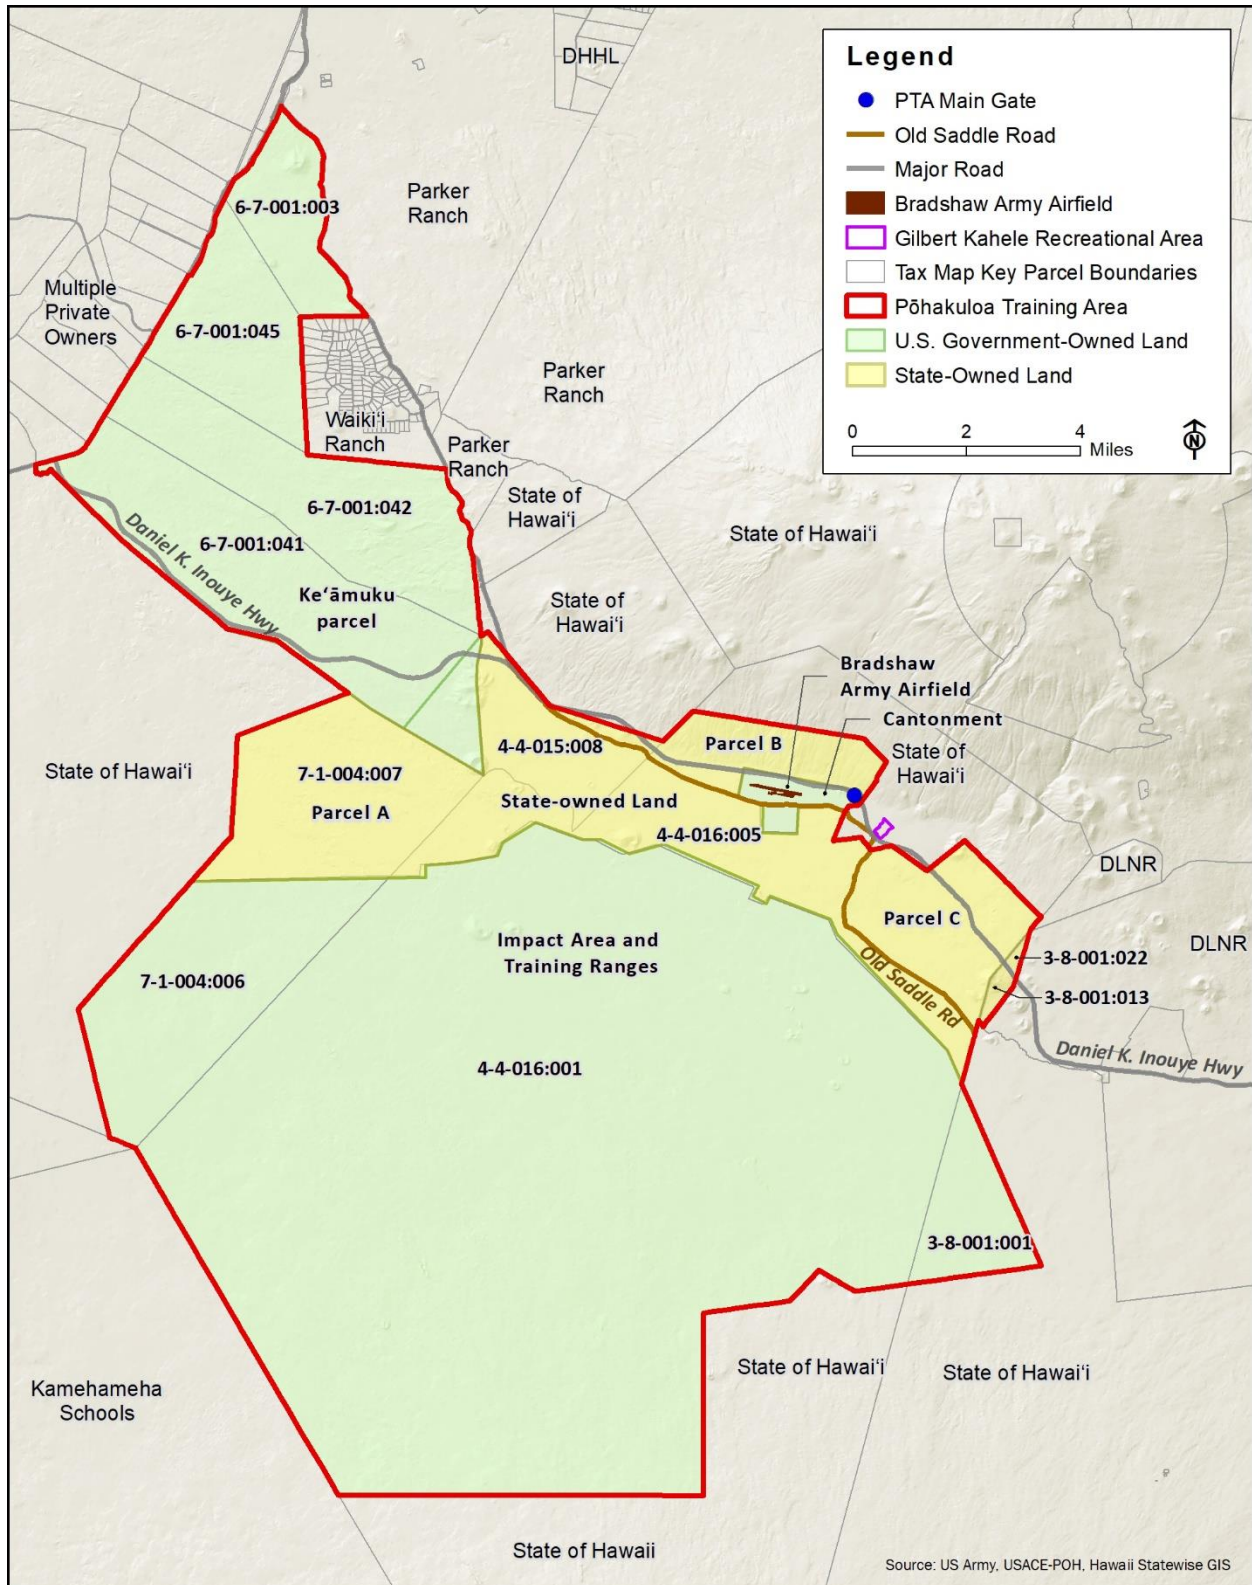 DHHL
Legend
PTA Main Gate
Old Saddle Road
Major Road
Bradshaw Army Airfield
Gilbert Kahele Recreational Area
Tax Map Key Parcel Boundaries
Pōhakuloa Training Area
U.S. Government-Owned Land
State-Owned Land
0 2 4
Miles
N
6-7-001:003
Parker
Ranch
Multiple
Private
Owners
6-7-001:045
Parker
Ranch
Waiki‘i
Ranch
Parker
Ranch
State of
Hawai‘i
6-7-001:042
State of Hawai‘i
6-7-001:041
Daniel K. Inouye Hwy
Ke‘āmuku
parcel
State of
Hawai‘i
Bradshaw
Army Airfield
Cantonment
4-4-015:008
Parcel B
State of
Hawai‘i
State of Hawai‘i
7-1-004:007
Parcel A
State-owned Land
4-4-016:005
DLNR
Parcel C
DLNR
Impact Area and
Training Ranges
3-8-001:022
7-1-004:006
Old Saddle Rd
3-8-001:013
Daniel K. Inouye Hwy
4-4-016:001
3-8-001:001
State of Hawai‘i
State of Hawai‘i
Kamehameha
Schools
State of Hawaii
Source: US Army, USACE-POH, Hawaii Statewise GIS